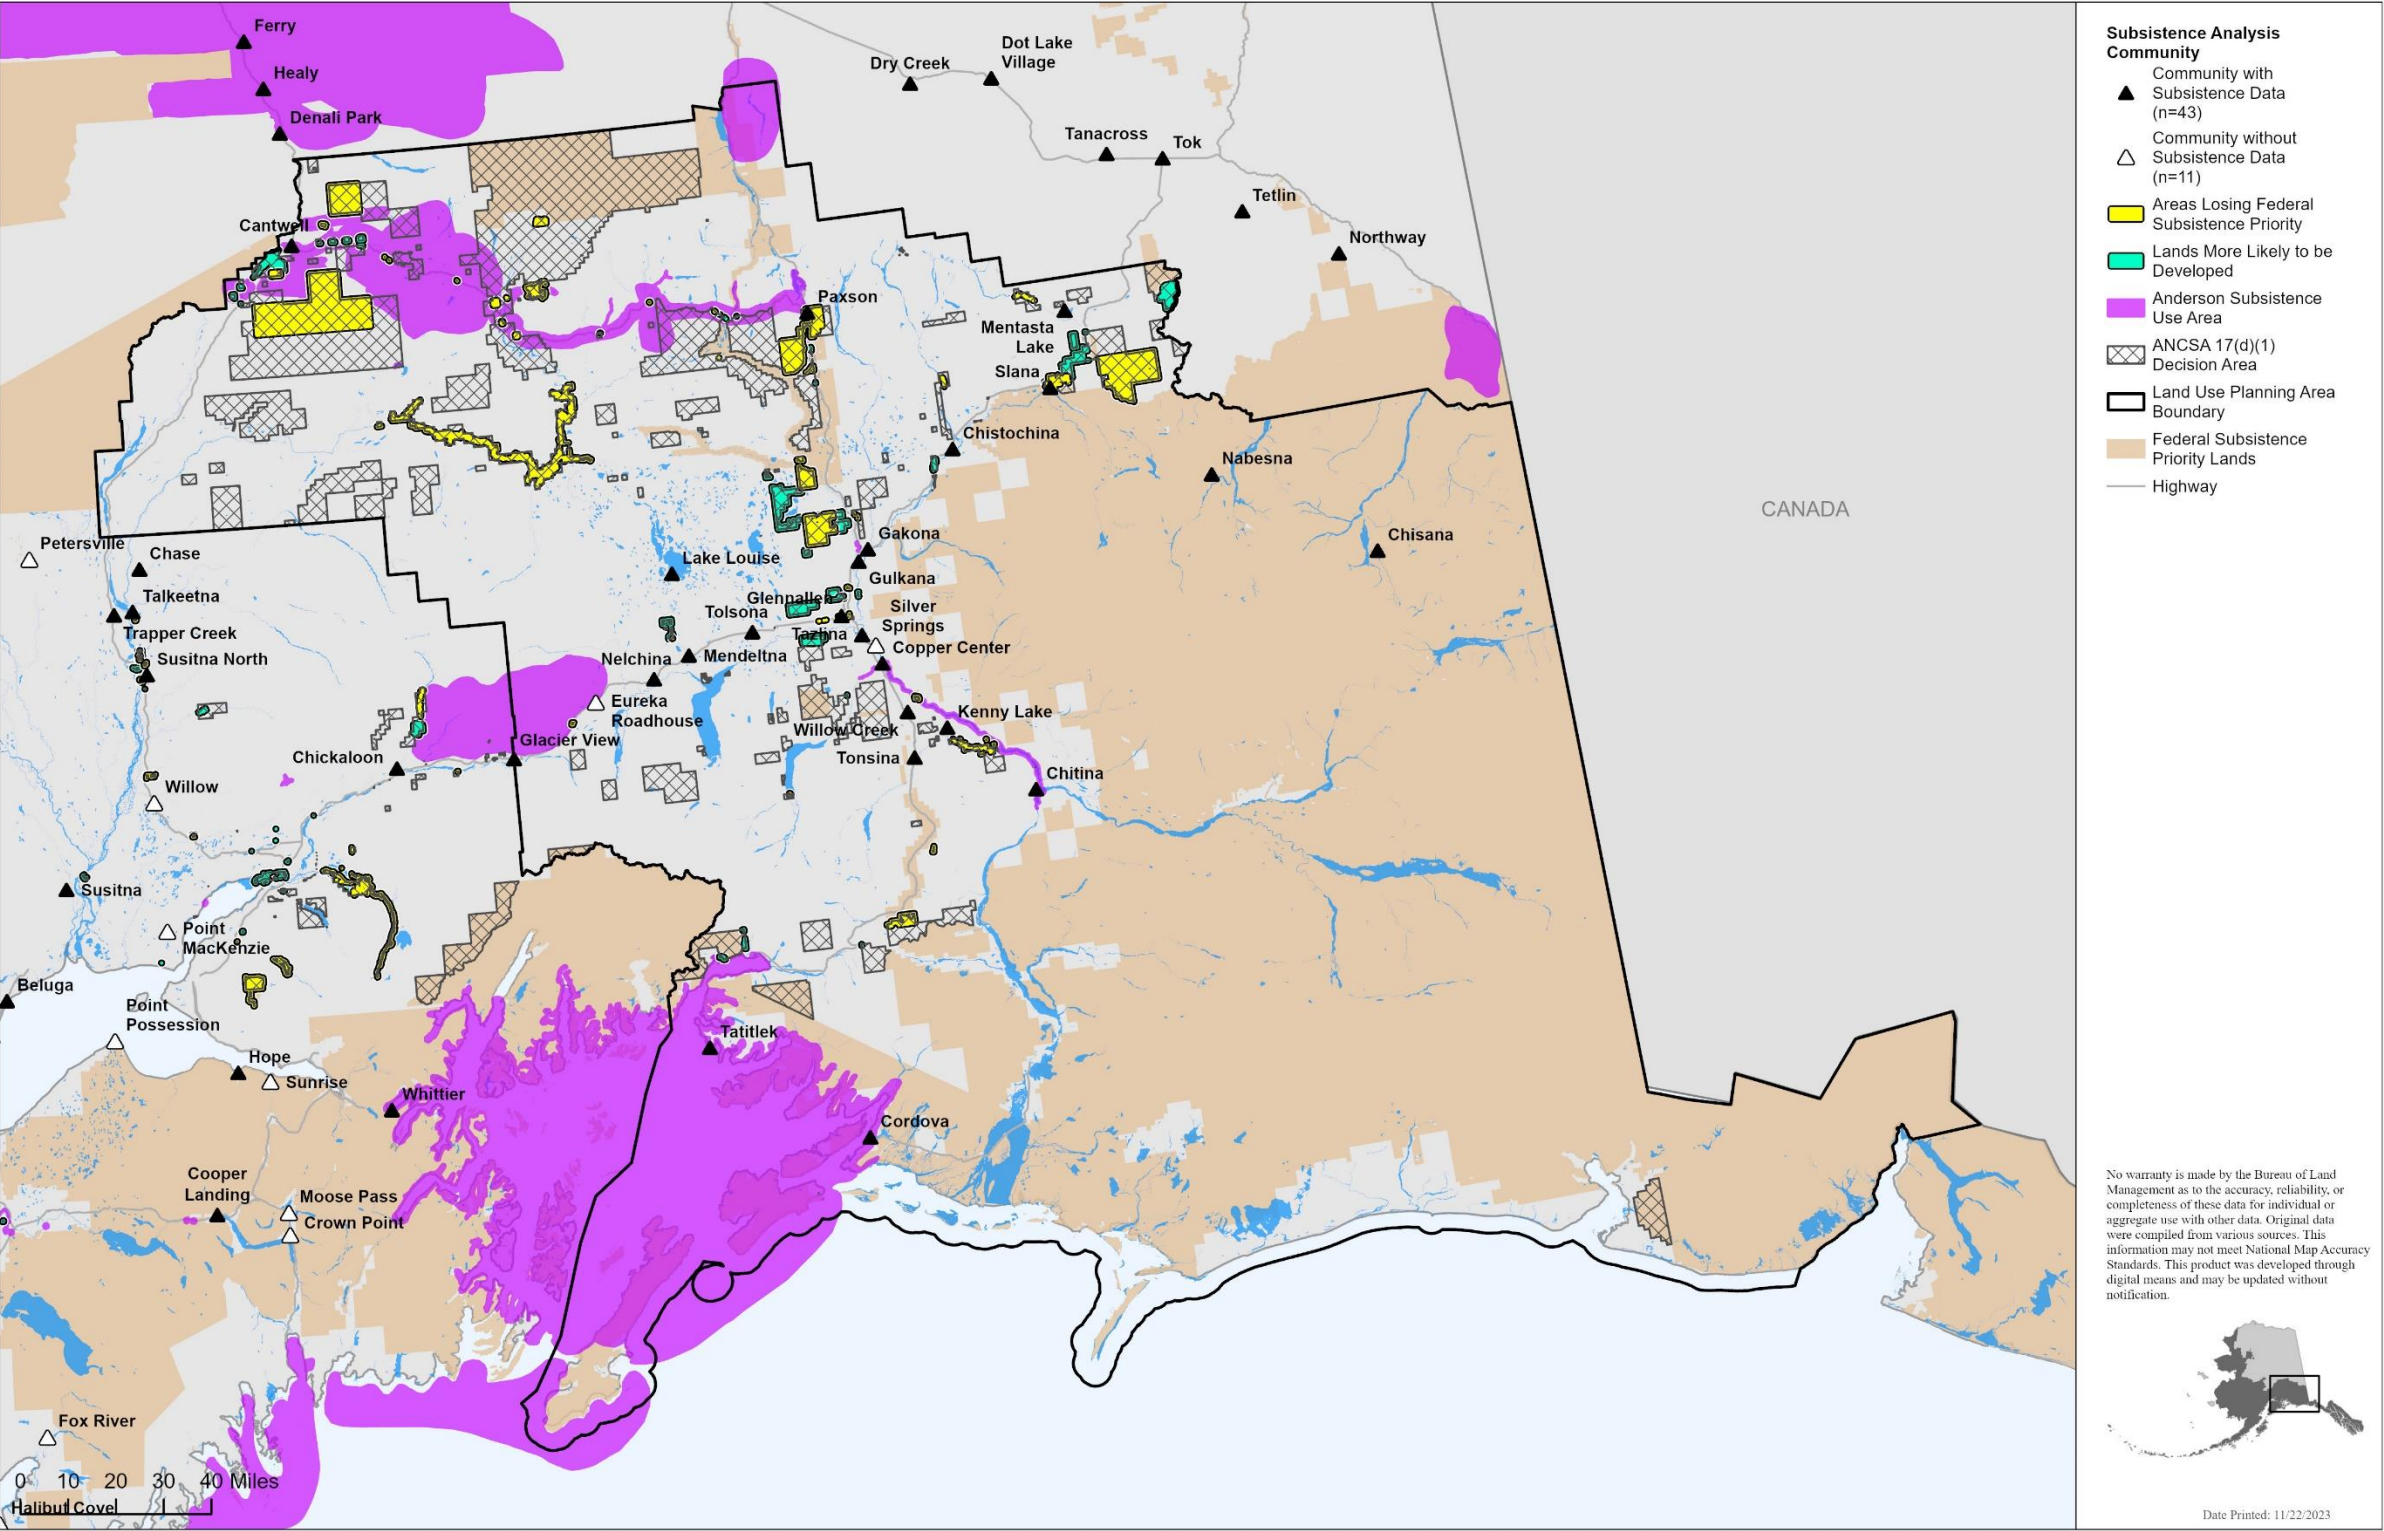 Ferry
Healy
Denali Park
Dry Creek
Dot Lake
Village
Tanacross
Tok
Tetlin
Northway
Cantwell
Paxson
Mentasta
Lake
Slana
Chistochina
Nabesna
Chisana
CANADA
Petersville
Chase
Talkeetna
Trapper Creek
Susitna North
Lake Louise
Gakona
Gulkana
Glennallen
Tolsona
Silver
Springs
Tazlina
Copper Center
Nelchina
Mendeltna
Eureka
Roadhouse
Kenny Lake
Willow Creek
Glacier View
Chickaloon
Tonsina
Chitina
Willow
Susitna
Point
MacKenzie
Beluga
Point
Possession
Hope
Sunrise
Tatitlek
Whittier
Cordova
Cooper
Landing
Moose Pass
Crown Point
Fox River
0 10 20 30 40 Miles
Halibut Cove
Subsistence Analysis
Community
Community with
Subsistence Data
(n=43)
Community without
Subsistence Data
(n=11)
Areas Losing Federal
Subsistence Priority
Lands More Likely to be
Developed
Anderson Subsistence
Use Area
ANCSA 17(d)(1)
Decision Area
Land Use Planning Area
Boundary
Federal Subsistence
Priority Lands
Highway
No warranty is made by the Bureau of Land
Management as to the accuracy, reliability, or
completeness of these data for individual or
aggregate use with other data. Original data
were compiled from various sources. This
information may not meet National Map Accuracy
Standards. This product was developed through
digital means and may be updated without
notification.
Date Printed: 11/22/2023